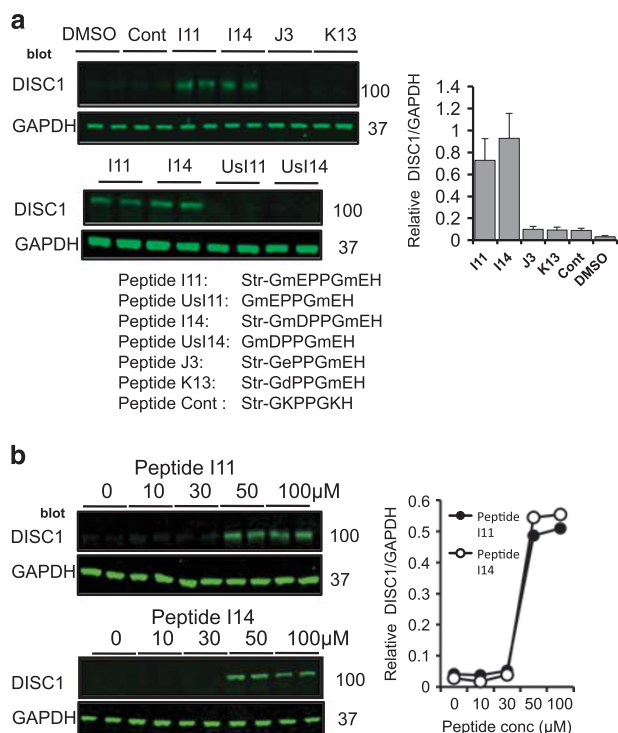 a
DMSO Cont I11 I14 J3 K13
blot
DISC1 100
GAPDH 37
I11 I14 UsI11 UsI14
DISC1 100
GAPDH 37
Relative DISC1/GAPDH
1.4
1.2
1
0.8
0.6
0.4
0.2
0
I11 I14 J3 K13 Cont DMSO
Peptide I11: Str-GmEPPGmEH
Peptide UsI11: GmEPPGmEH
Peptide I14: Str-GmDPPGmEH
Peptide UsI14: GmDPPGmEH
Peptide J3: Str-GePPGmEH
Peptide K13: Str-GdPPGmEH
Peptide Cont : Str-GKPPGKH
b
Peptide I11
0 10 30 50 100µM
blot
DISC1 100
GAPDH 37
Peptide I14
0 10 30 50 100µM
DISC1 100
GAPDH 37
Relative DISC1/GAPDH
0.6
0.5
0.4
0.3
0.2
0.1
0
Peptide
I11
Peptide
I14
0 10 30 50 100
Peptide conc (µM)